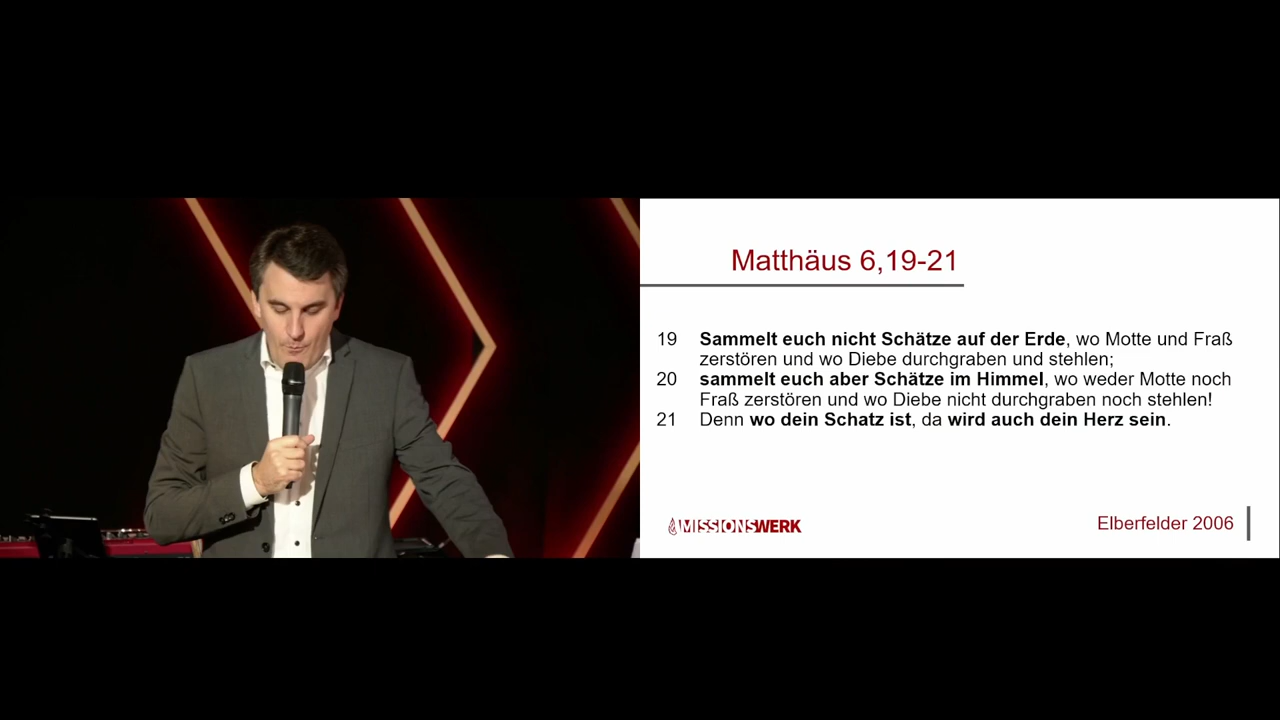 Matthäus 6,19-21
19 Sammelt euch nicht Schätze auf der Erde, wo Motte und Fraß
zerstören und wo Diebe durchgraben und stehlen;
20 sammelt euch aber Schätze im Himmel, wo weder Motte noch
Fraß zerstören und wo Diebe nicht durchgraben noch stehlen!
21 Denn wo dein Schatz ist, da wird auch dein Herz sein.
MISSIONSWERK
Elberfelder 2006